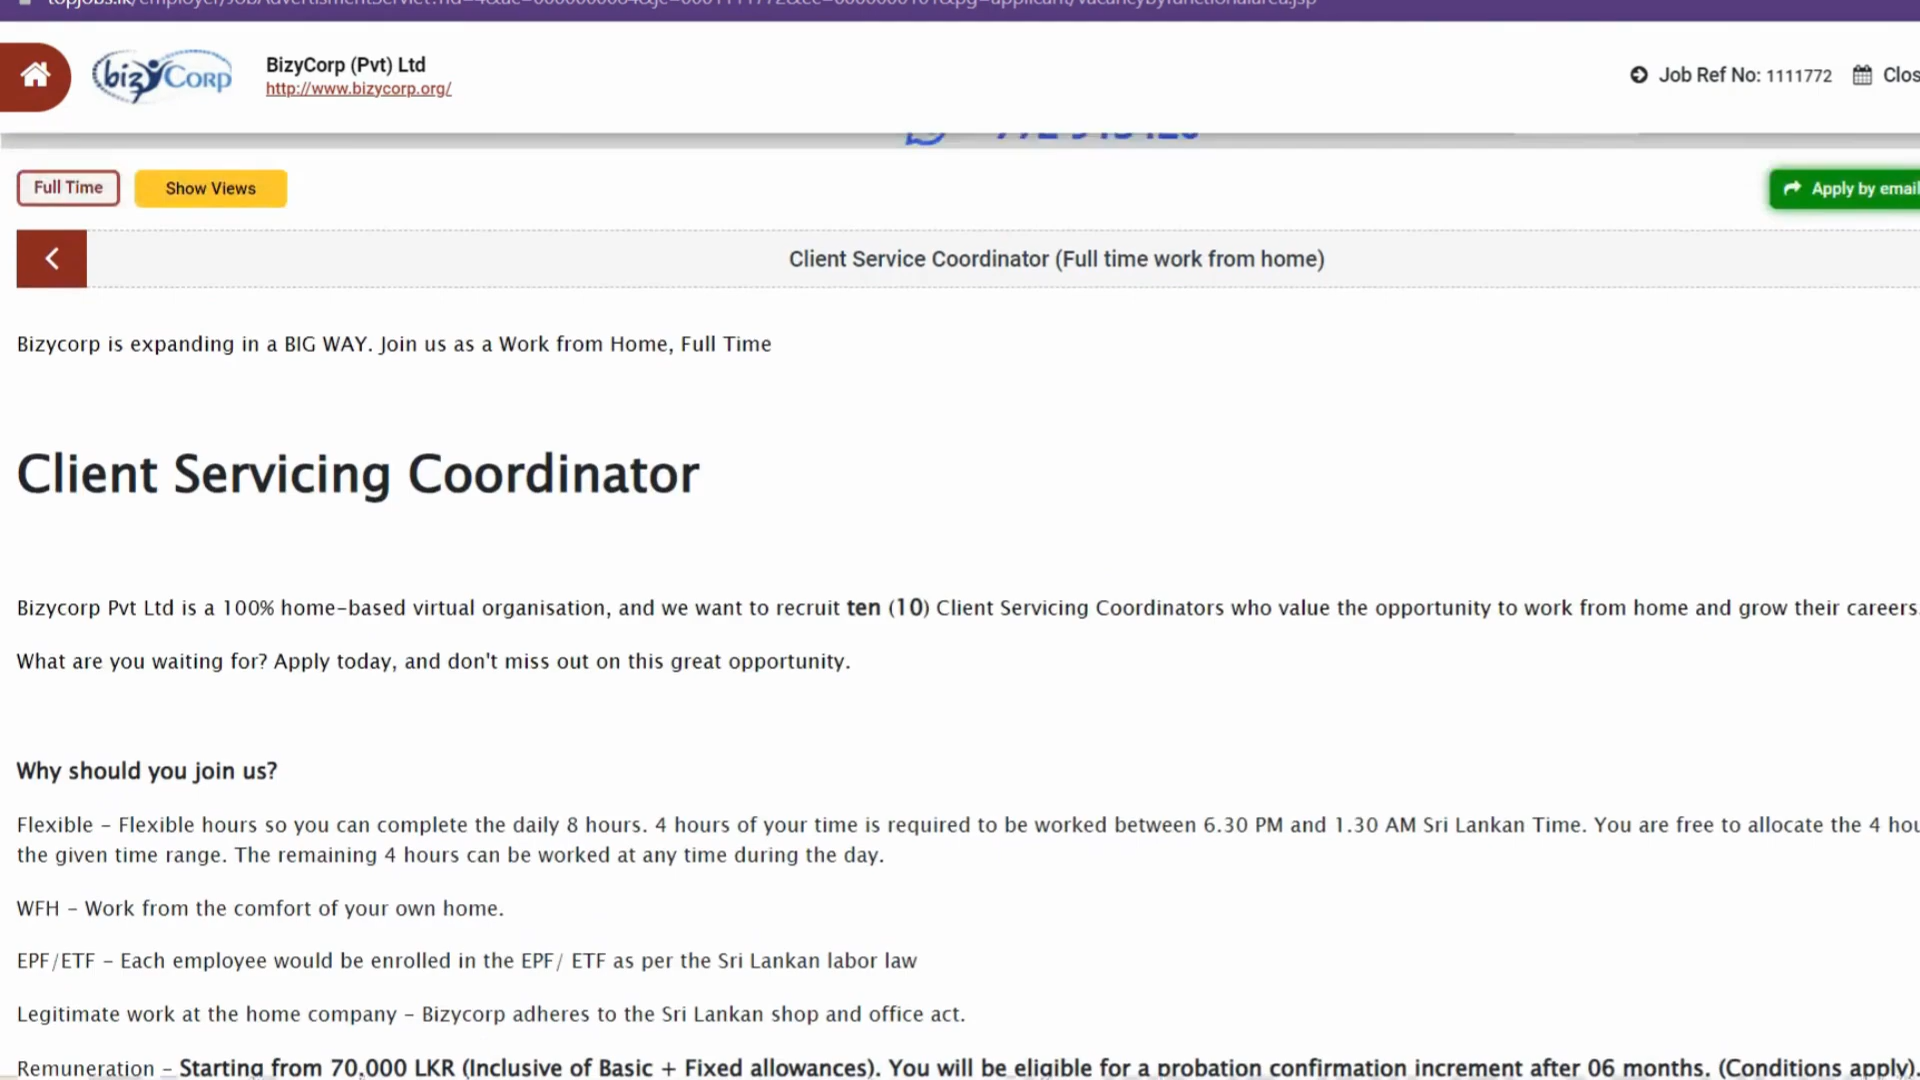 BizyCorp (Pvt) Ltd
bizyCorp
http://www.bizycorp.org/
Job Ref No: 1111772
Full Time
Show Views
Apply by email
Client Service Coordinator (Full time work from home)
Bizycorp is expanding in a BIG WAY. Join us as a Work from Home, Full Time
Client Servicing Coordinator
Bizycorp Pvt Ltd is a 100% home-based virtual organisation, and we want to recruit ten (10) Client Servicing Coordinators who value the opportunity to work from home and grow their careers.
What are you waiting for? Apply today, and don't miss out on this great opportunity.
Why should you join us?
Flexible - Flexible hours so you can complete the daily 8 hours. 4 hours of your time is required to be worked between 6.30 PM and 1.30 AM Sri Lankan Time. You are free to allocate the 4
the given time range. The remaining 4 hours can be worked at any time during the day.
WFH - Work from the comfort of your own home.
EPF/ETF - Each employee would be enrolled in the EPF/ ETF as per the Sri Lankan labor law
Legitimate work at the home company - Bizycorp adheres to the Sri Lankan shop and office act.
Remuneration - Starting from 70,000 LKR (Inclusive of Basic + Fixed allowances). You will be eligible for a probation confirmation increment after 06 months. (Conditions apply).